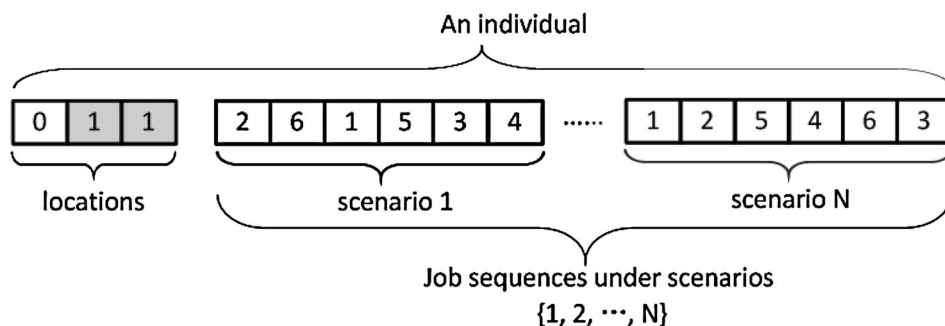 An individual
0 1 1 2 6 1 5 3 4 ······ 1 2 5 4 6 3
locations scenario 1 scenario N
Job sequences under scenarios
{1, 2, ···, N}